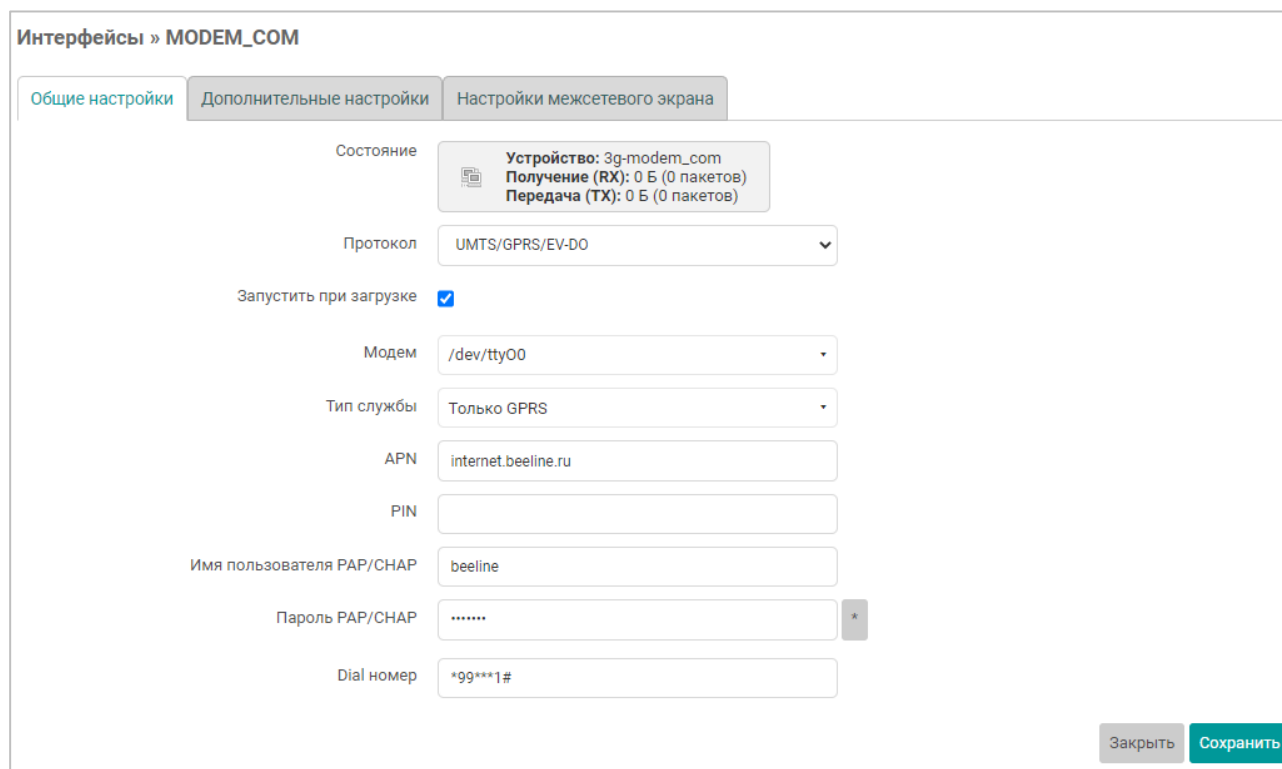 Интерфейсы » MODEM_COM
Общие настройки Дополнительные настройки Настройки межсетевого экрана
Состояние
Устройство: 3g-modem_com
Получение (RX): 0 Б (0 пакетов)
Передача (TX): 0 Б (0 пакетов)
Протокол UMTS/GPRS/EV-DO
Запустить при загрузке
Модем /dev/ttyO0
Тип службы Только GPRS
APN internet.beeline.ru
PIN
Имя пользователя PAP/CHAP beeline
Пароль PAP/CHAP ••••••• *
Dial номер *99***1#
Закрыть Сохранить